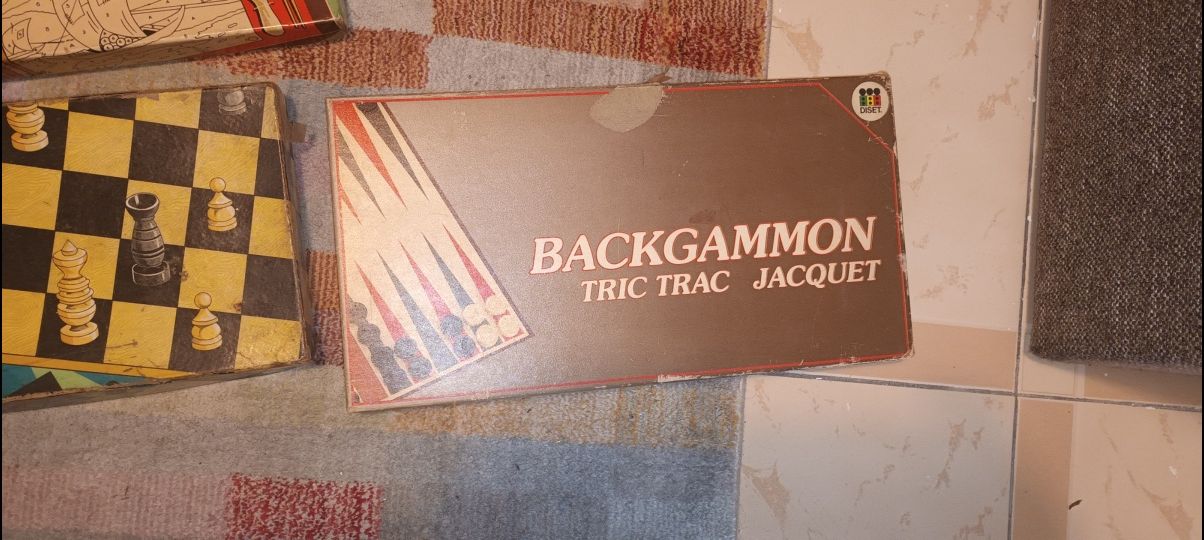 DISET
BACKGAMMON
TRIC TRAC JACQUET